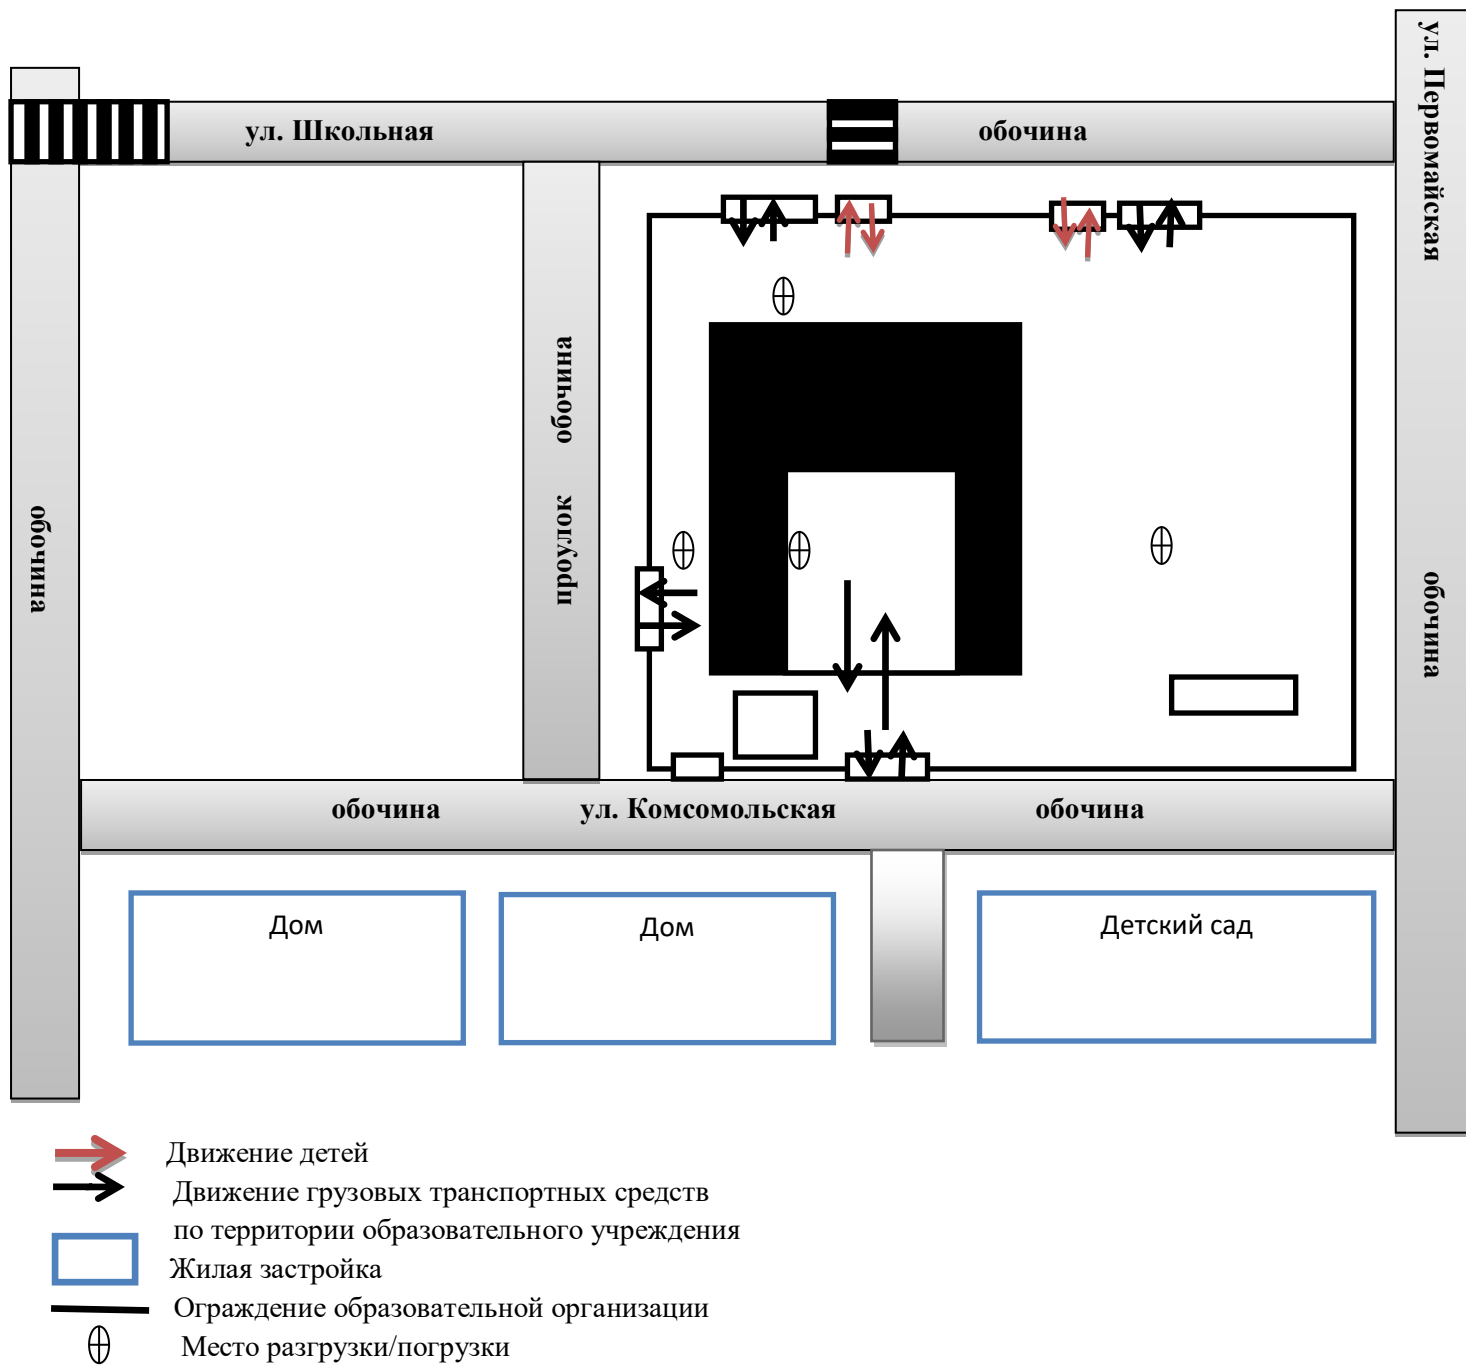 ул. Первомайская
ул. Школьная
обочина
обочина
проулок
обочина
обочина
обочина
ул. Комсомольская
обочина
Дом
Дом
Детский сад
Движение детей
Движение грузовых транспортных средств
по территории образовательного учреждения
Жилая застройка
Ограждение образовательной организации
Место разгрузки/погрузки